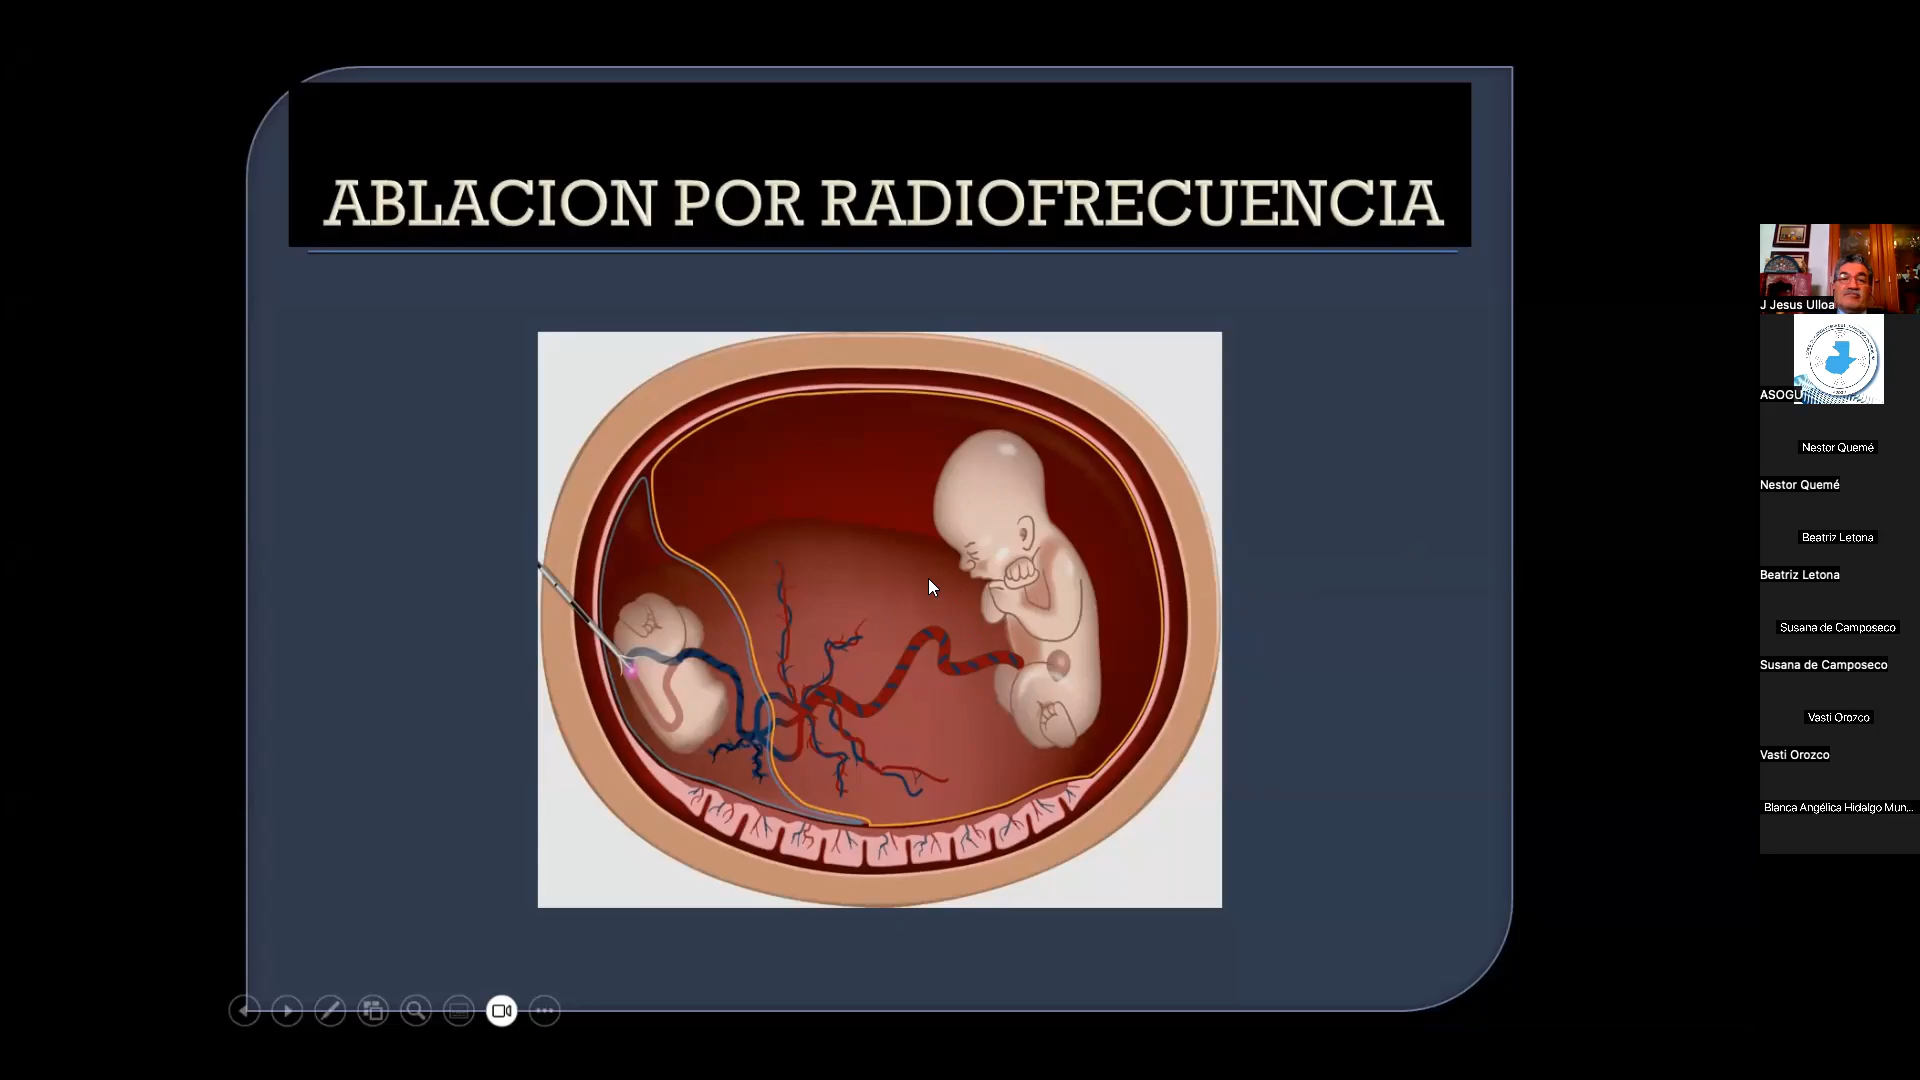 ABLACION POR RADIOFRECUENCIA
J Jesus Ulloa
ASOGU
Nestor Quemé
Nestor Quemé
Beatriz Letona
Beatriz Letona
Susana de Camposeco
Susana de Camposeco
Vasti Orozco
Vasti Orozco
Blanca Angélica Hidalgo Mun...